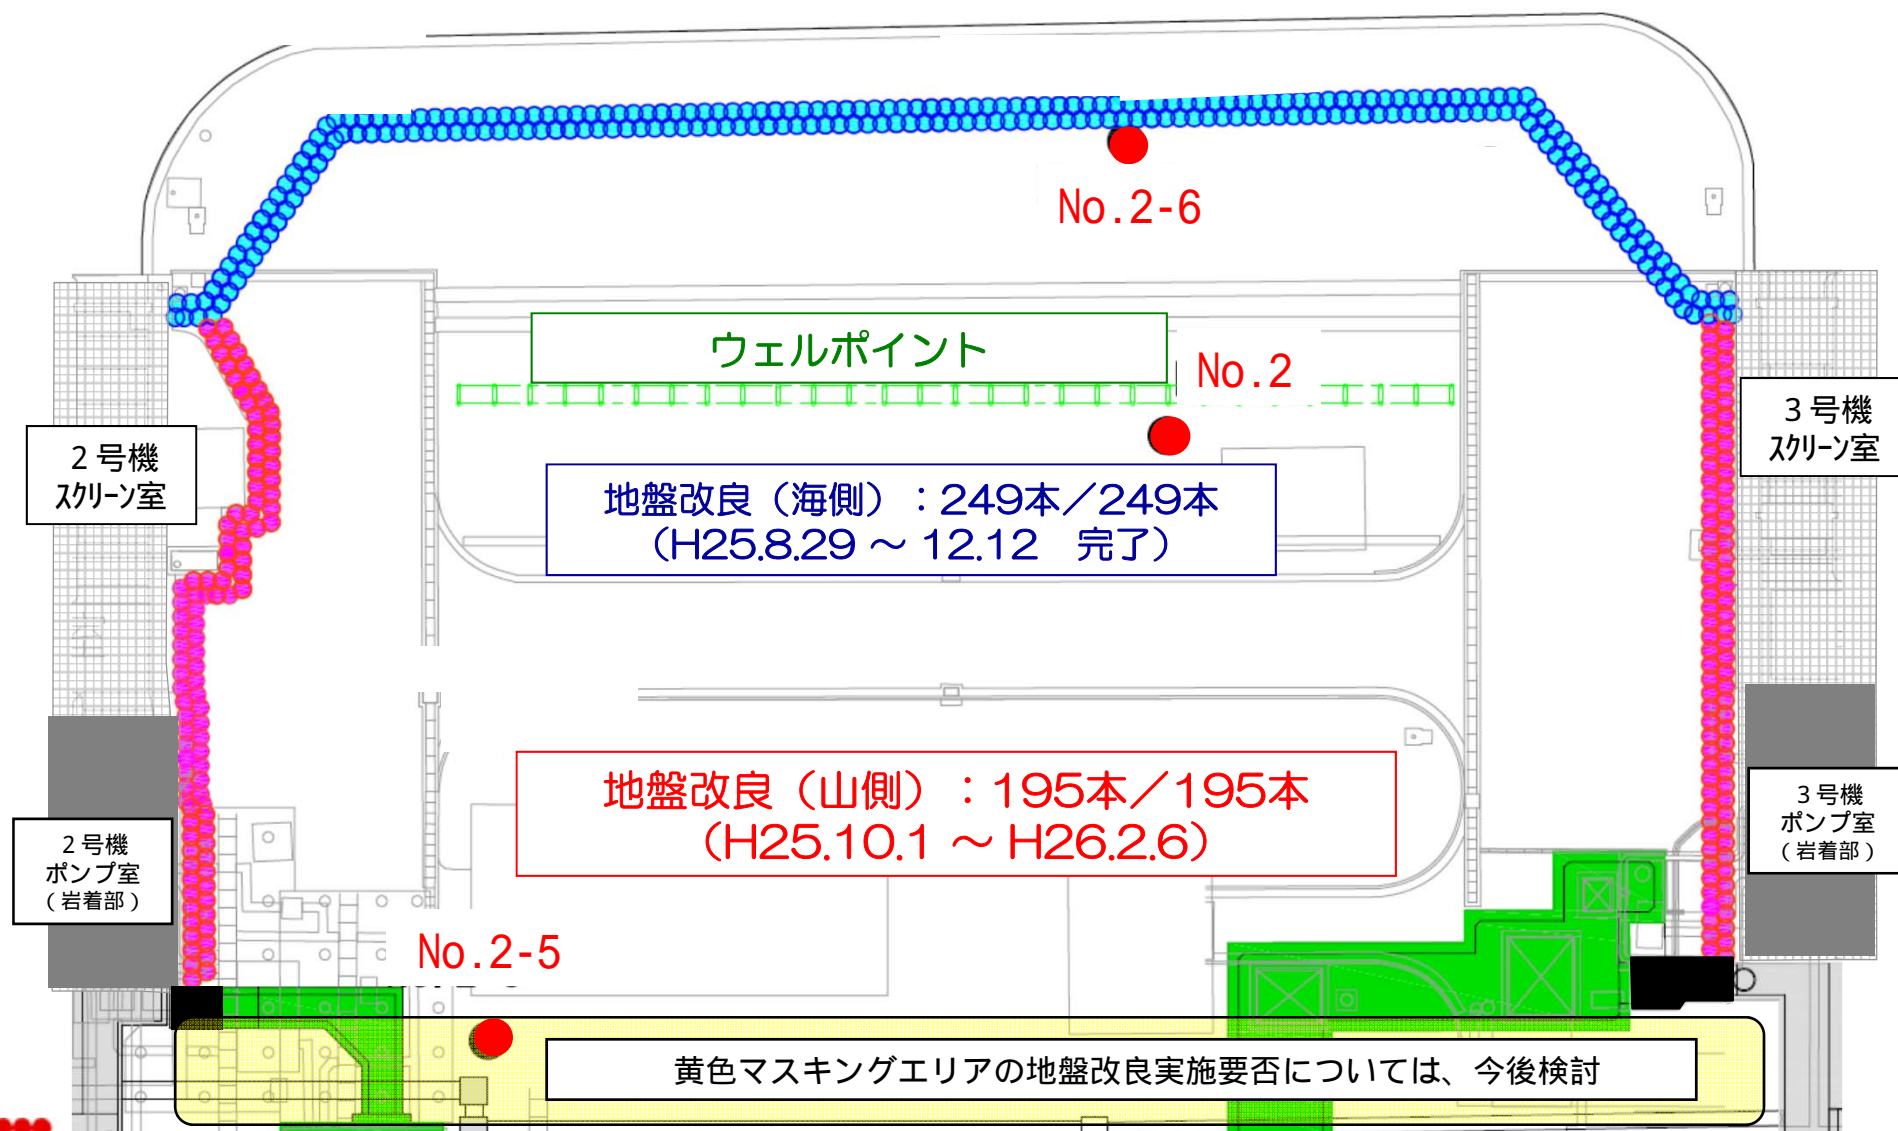 No.2-6
ウェルポイント
No.2
2号機
スクリーン室
3号機
スクリーン室
地盤改良（海側）：249本／249本
（H25.8.29 ～ 12.12　完了）
地盤改良（山側）：195本／195本
（H25.10.1 ～ H26.2.6）
2号機
ポンプ室
（岩着部）
3号機
ポンプ室
（岩着部）
No.2-5
黄色マスキングエリアの地盤改良実施要否については、今後検討